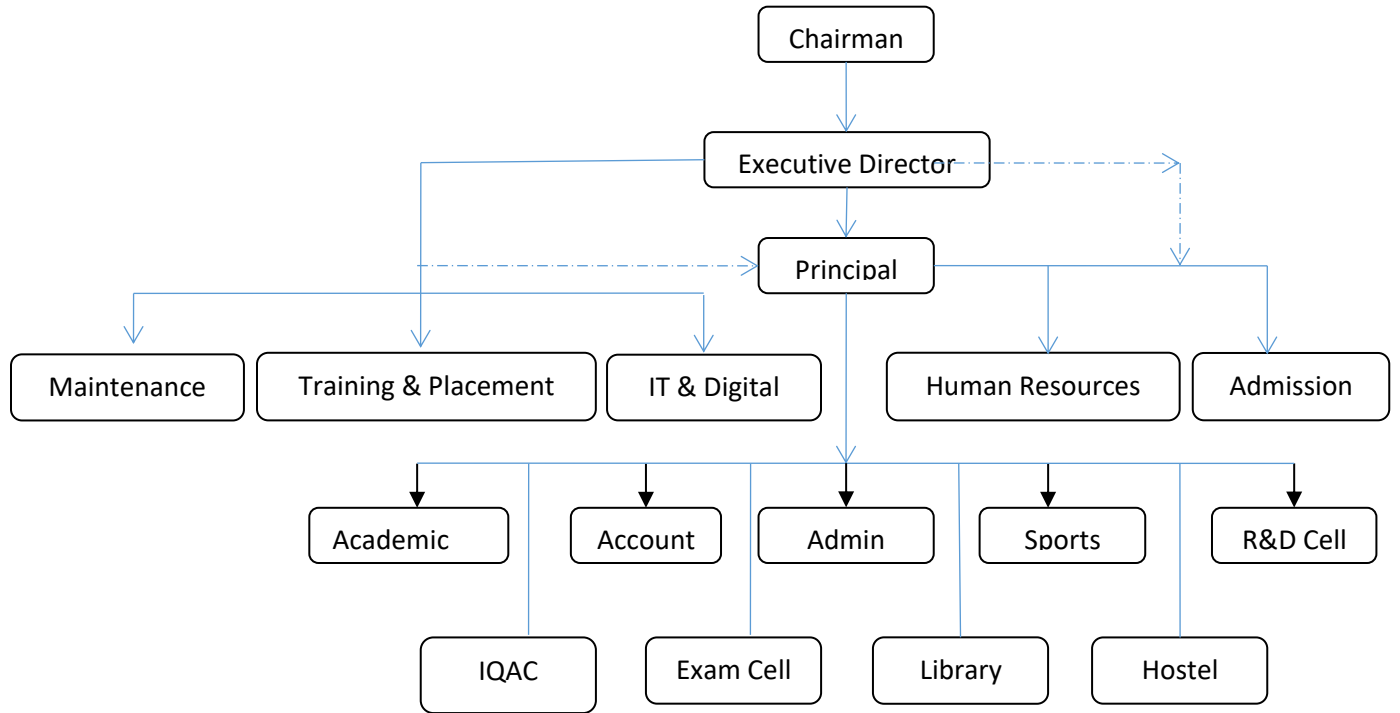 Chairman
Executive Director
Principal
Maintenance
Training & Placement
IT & Digital
Human Resources
Admission
Academic
Account
Admin
Sports
R&D Cell
IQAC
Exam Cell
Library
Hostel